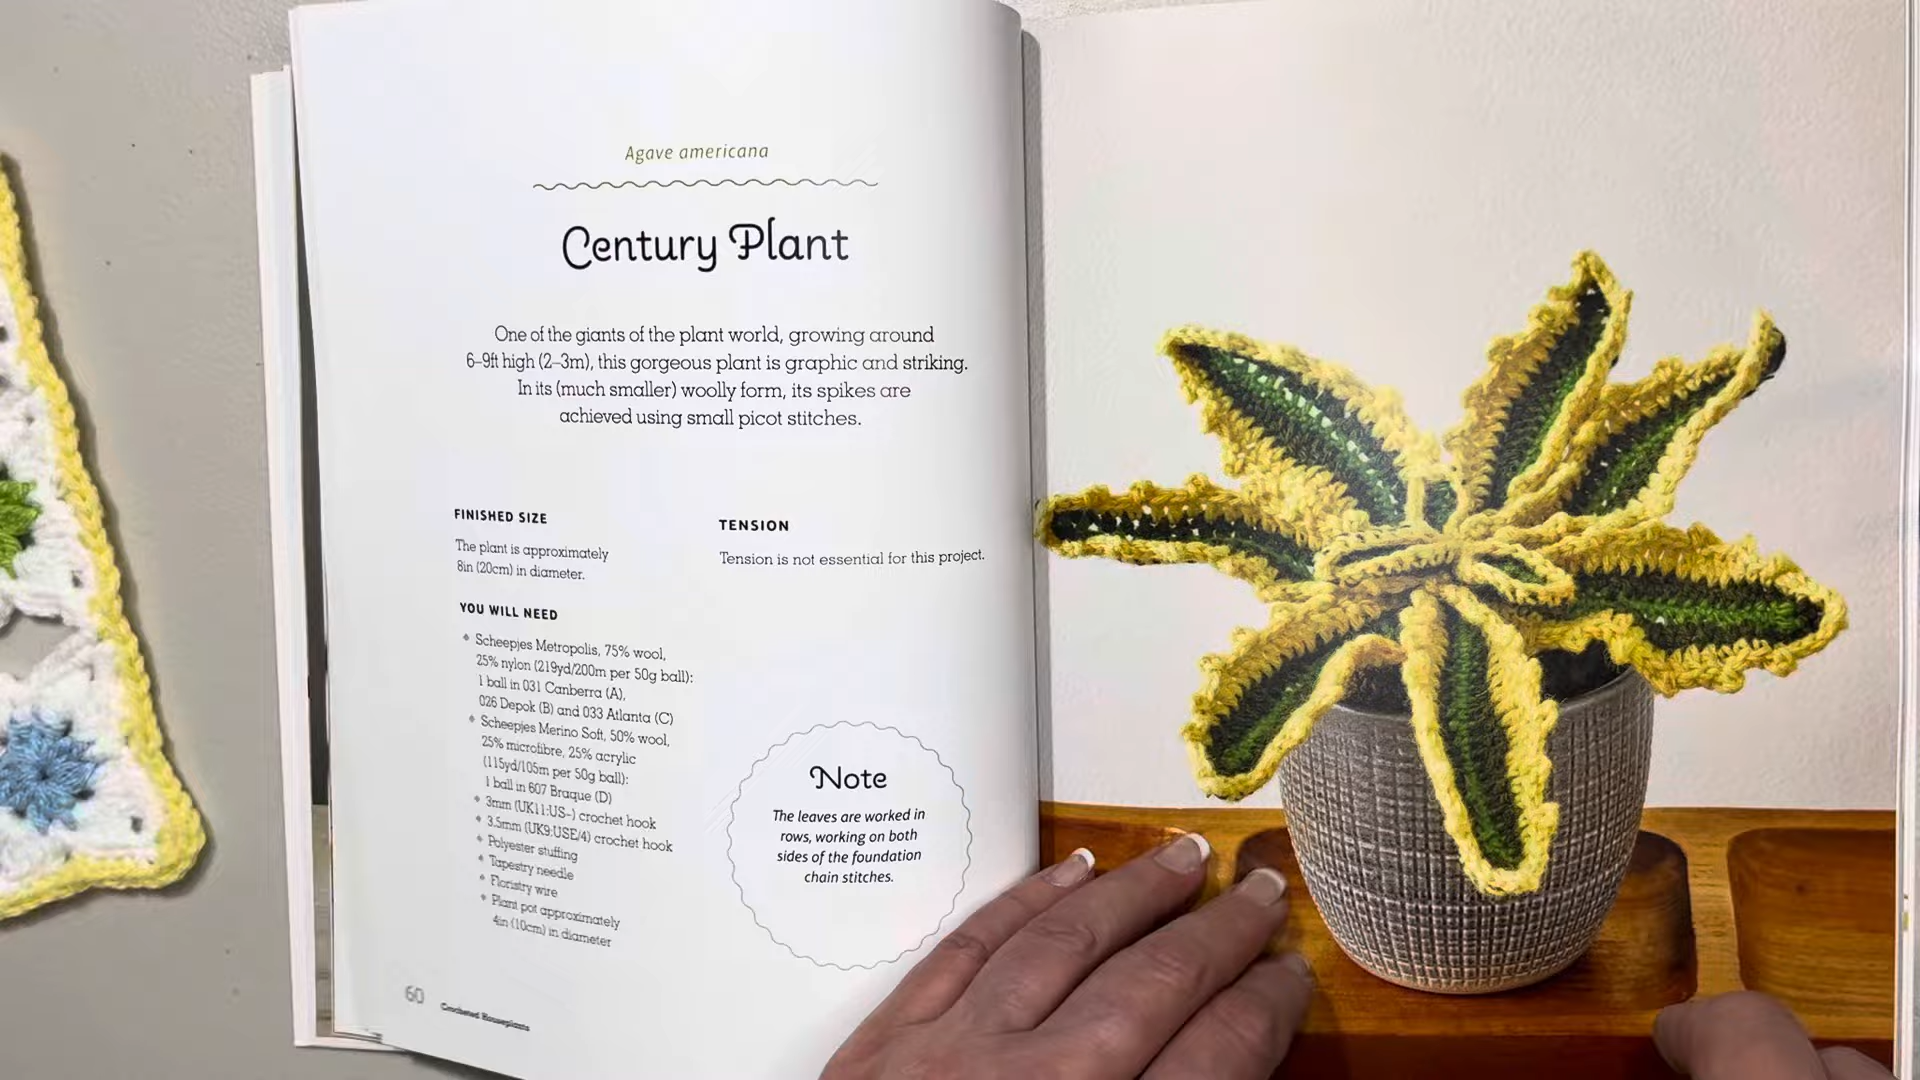 Agave americana
Century Plant
One of the giants of the plant world, growing around
6–9ft high (2–3m), this gorgeous plant is graphic and striking.
In its (much smaller) woolly form, its spikes are
achieved using small picot stitches.
FINISHED SIZE
The plant is approximately
8in (20cm) in diameter.
YOU WILL NEED
Scheepjes Metropolis, 75% wool,
25% nylon (219yd/200m per 50g ball):
1 ball in 031 Canberra (A),
026 Depok (B) and 033 Atlanta (C)
Scheepjes Merino Soft, 50% wool,
25% microfibre, 25% acrylic
(115yd/105m per 50g ball):
1 ball in 607 Braque (D)
3mm (UK11:US–) crochet hook
3.5mm (UK9:USE/4) crochet hook
Polyester stuffing
Tapestry needle
Floristry wire
Plant pot approximately
4in (10cm) in diameter
TENSION
Tension is not essential for this project.
Note
The leaves are worked in
rows, working on both
sides of the foundation
chain stitches.
60
Crocheted Houseplants